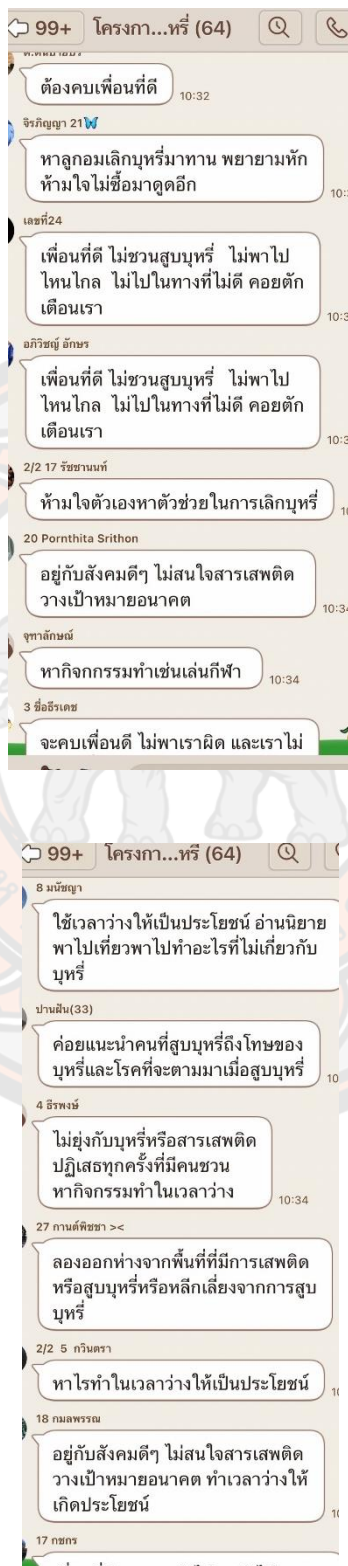 99+ โครงกา...หรี่ (64)
ต้องคบเพื่อนที่ดี
10:32
จิรภิญญา 21🦋
หาลูกอมเลิกบุหรี่มาทาน พยายามหัก
ห้ามใจไม่ซื้อมาดูดอีก
เลขที่24
เพื่อนที่ดี ไม่ชวนสูบบุหรี่ ไม่พาไป
ไหนไกล ไม่ไปในทางที่ไม่ดี คอยตัก
เตือนเรา
อภิวิชญ์ อักษร
เพื่อนที่ดี ไม่ชวนสูบบุหรี่ ไม่พาไป
ไหนไกล ไม่ไปในทางที่ไม่ดี คอยตัก
เตือนเรา
2/2 17 รัชชานนท์
ห้ามใจตัวเองหาตัวช่วยในการเลิกบุหรี่
20 Pornthita Srithon
อยู่กับสังคมดีๆ ไม่สนใจสารเสพติด
วางเป้าหมายอนาคต
10:34
จุฑาลักษณ์
หากิจกกรรมทำเช่นเล่นกีฬา
10:34
3 ชื่อธีรเดช
จะคบเพื่อนดี ไม่พาเราผิด และเราไม่
99+ โครงกา...หรี่ (64)
8 มนัชญา
ใช้เวลาว่างให้เป็นประโยชน์ อ่านนิยาย
พาไปเที่ยวพาไปทำอะไรที่ไม่เกี่ยวกับ
บุหรี่
ปานฝัน(33)
ค่อยแนะนำคนที่สูบบุหรี่ถึงโทษของ
บุหรี่และโรคที่จะตามมาเมื่อสูบบุหรี่
4 ธีรพงษ์
ไม่ยุ่งกับบุหรี่หรือสารเสพติด
ปฏิเสธทุกครั้งที่มีคนชวน
หากิจกรรมทำในเวลาว่าง
10:34
27 กานต์พิชชา ><
ลองออกห่างจากพื้นที่ที่มีการเสพติด
หรือสูบบุหรี่หรือหลีกเลี่ยงจากการสูบ
บุหรี่
2/2 5 กวินตรา
หาไรทำในเวลาว่างให้เป็นประโยชน์
18 กมลพรรณ
อยู่กับสังคมดีๆ ไม่สนใจสารเสพติด
วางเป้าหมายอนาคต ทำเวลาว่างให้
เกิดประโยชน์
17 กชกร